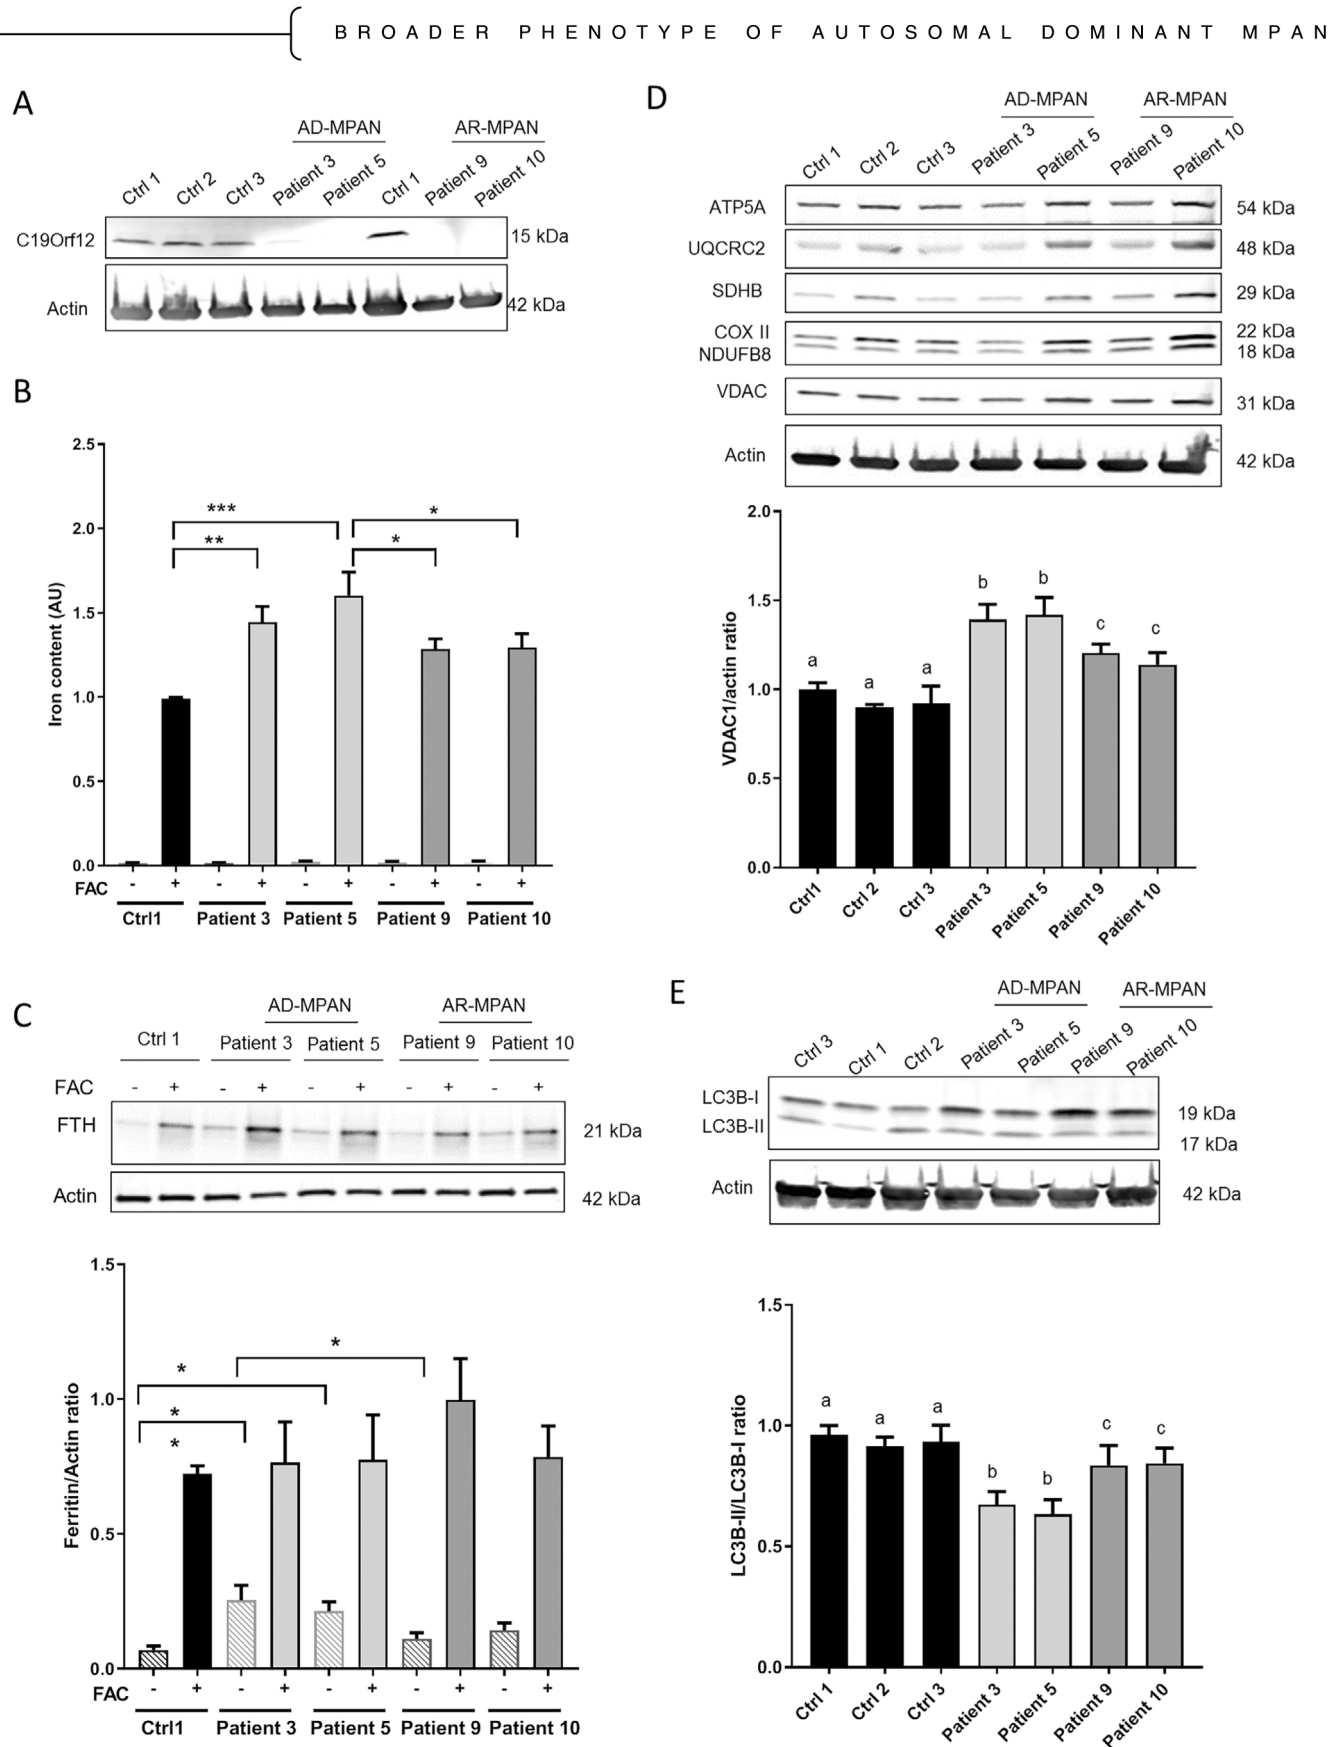 BROADER PHENOTYPE OF AUTOSOMAL DOMINANT MPAN
A
AD-MPAN AR-MPAN
Ctrl 1 Ctrl 2 Ctrl 3 Patient 3 Patient 5 Ctrl 1 Patient 9 Patient 10
C19Orf12 15 kDa
Actin 42 kDa
B
Iron content (AU)
2.5
2.0
1.5
1.0
0.5
0.0
*** *
** *
FAC - + - + - + - + - +
Ctrl1 Patient 3 Patient 5 Patient 9 Patient 10
C
AD-MPAN AR-MPAN
Ctrl 1 Patient 3 Patient 5 Patient 9 Patient 10
FAC - + - + - + - + - +
FTH 21 kDa
Actin 42 kDa
Ferritin/Actin ratio
1.5
1.0
0.5
0.0
*
*
*
*
FAC - + - + - + - + - +
Ctrl1 Patient 3 Patient 5 Patient 9 Patient 10
D
AD-MPAN AR-MPAN
Ctrl 1 Ctrl 2 Ctrl 3 Patient 3 Patient 5 Patient 9 Patient 10
ATP5A 54 kDa
UQCRC2 48 kDa
SDHB 29 kDa
COX II 22 kDa
NDUFB8 18 kDa
VDAC 31 kDa
Actin 42 kDa
VDAC1/actin ratio
2.0
1.5
1.0
0.5
0.0
a a a b b c c
Ctrl1 Ctrl 2 Ctrl 3 Patient 3 Patient 5 Patient 9 Patient 10
E
AD-MPAN AR-MPAN
Ctrl 3 Ctrl 1 Ctrl 2 Patient 3 Patient 5 Patient 9 Patient 10
LC3B-I 19 kDa
LC3B-II 17 kDa
Actin 42 kDa
LC3B-II/LC3B-I ratio
1.5
1.0
0.5
0.0
a a a b b c c
Ctrl 1 Ctrl 2 Ctrl 3 Patient 3 Patient 5 Patient 9 Patient 10